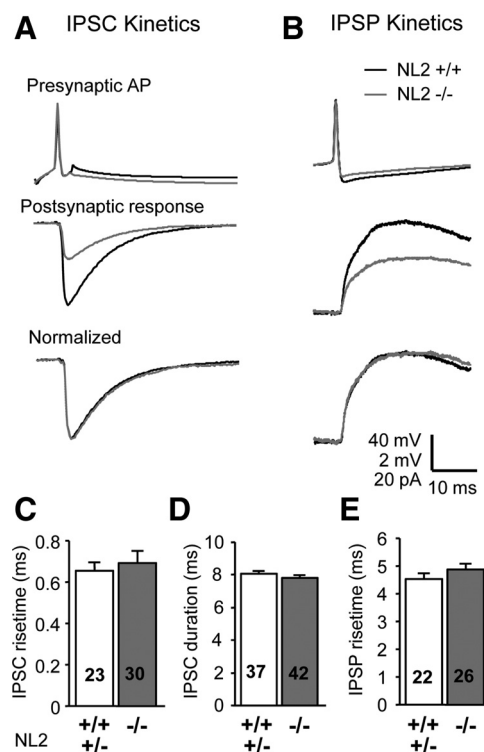 A IPSC Kinetics
B IPSP Kinetics
NL2 +/+
NL2 -/-
Presynaptic AP
Postsynaptic response
Normalized
40 mV
2 mV
20 pA
10 ms
C
IPSC risetime (ms)
0.8
0.6
0.4
0.2
0
23
30
NL2
+/+
+/-
-/-
D
IPSC duration (ms)
10
8
6
4
2
0
37
42
+/+
+/-
-/-
E
IPSP risetime (ms)
6
5
4
3
2
1
0
22
26
+/+
+/-
-/-